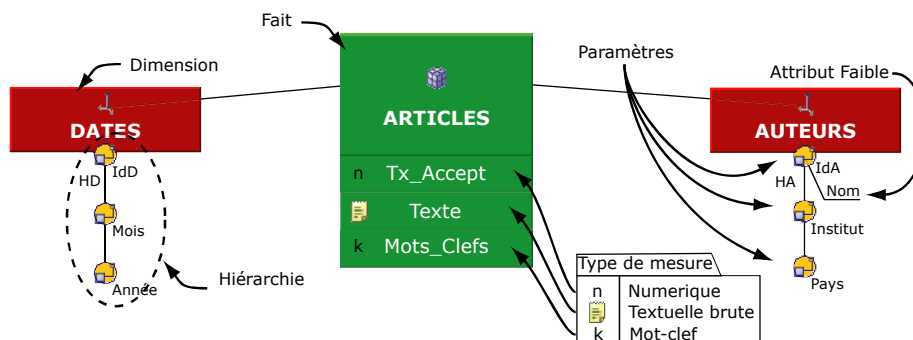 Fait
Dimension
Paramètres
Attribut Faible
DATES
ARTICLES
AUTEURS
HD
IdD
Mois
Année
Hiérarchie
n Tx_Accept
Texte
k Mots_Clefs
HA
IdA
Nom
Institut
Pays
Type de mesure
n Numerique
Textuelle brute
k Mot-clef